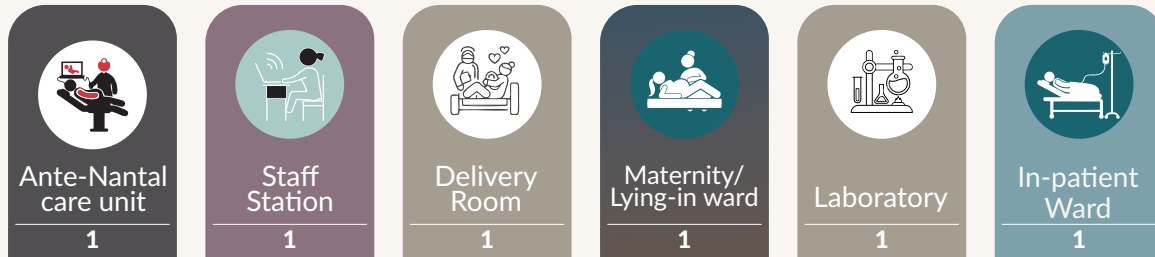 Ante-Nantal
care unit
1
Staff
Station
1
Delivery
Room
1
Maternity/
Lying-in ward
1
Laboratory
1
In-patient
Ward
1